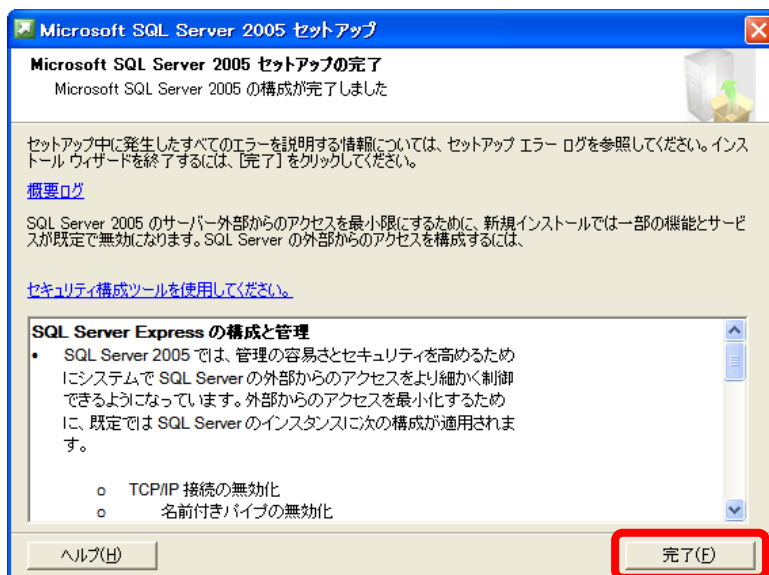 Microsoft SQL Server 2005 セットアップ
Microsoft SQL Server 2005 セットアップの完了
Microsoft SQL Server 2005 の構成が完了しました
セットアップ中に発生したすべてのエラーを説明する情報については、セットアップ エラー ログを参照してください。インス
トール ウィザードを終了するには、[完了] をクリックしてください。
概要ログ
SQL Server 2005 のサーバー外部からのアクセスを最小限にするために、新規インストールでは一部の機能とサービ
スが既定で無効になります。SQL Server の外部からのアクセスを構成するには、
セキュリティ構成ツールを使用してください。
SQL Server Express の構成と管理
• SQL Server 2005 では、管理の容易さとセキュリティを高めるため
にシステムで SQL Server の外部からのアクセスをより細かく制御
できるようになっています。外部からのアクセスを最小化するため
に、既定では SQL Server のインスタンスに次の構成が適用されま
す。
o TCP/IP 接続の無効化
o 名前付きパイプの無効化
ヘルプ(H)
完了(F)